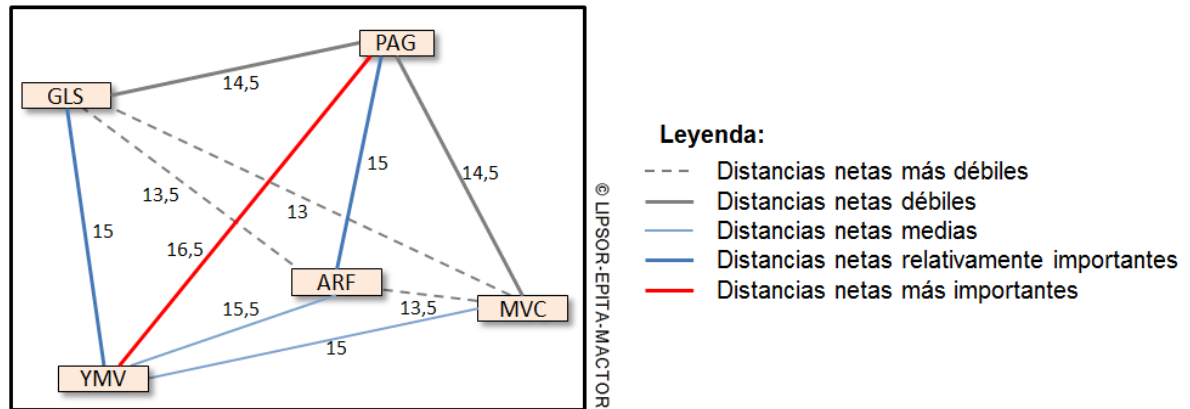 PAG
14,5
GLS
15
14,5
13,5
13
15
16,5
ARF
15,5
13,5
MVC
15
YMV
© LIPSOR-EPITA-MACTOR
Leyenda:
Distancias netas más débiles
Distancias netas débiles
Distancias netas medias
Distancias netas relativamente importantes
Distancias netas más importantes